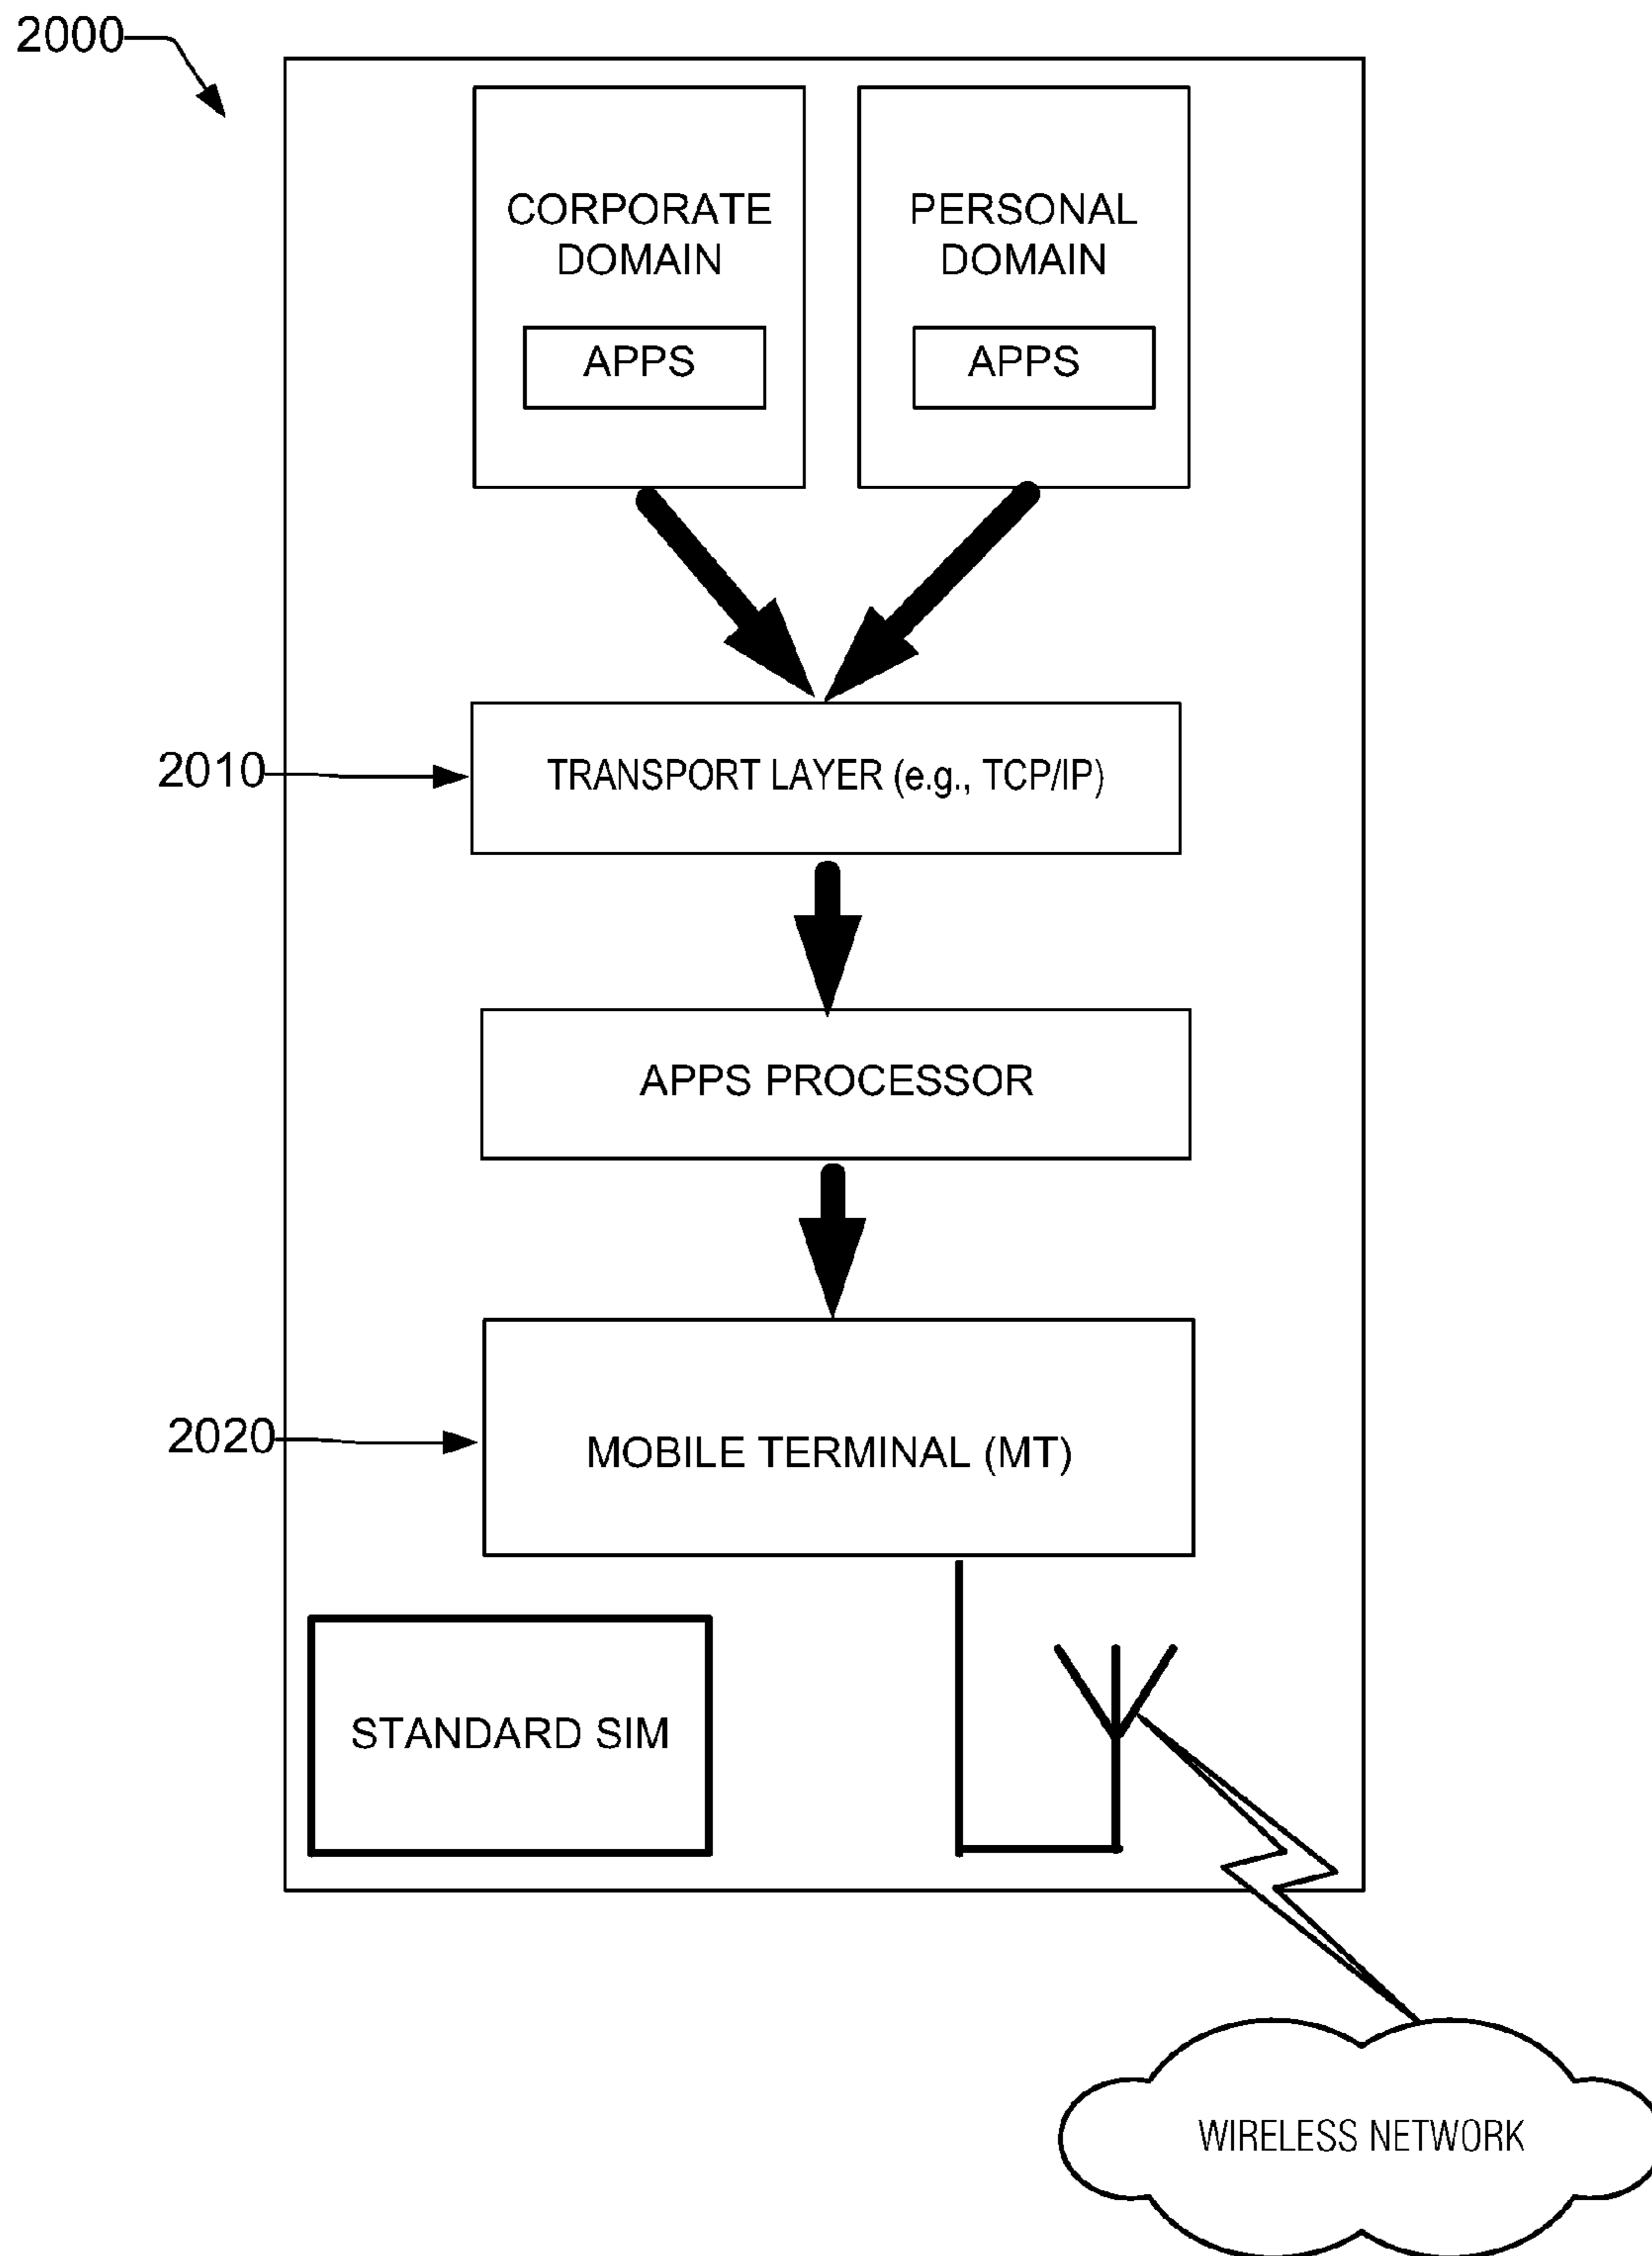 2000
CORPORATE
DOMAIN
APPS
PERSONAL
DOMAIN
APPS
2010
TRANSPORT LAYER (e.g., TCP/IP)
APPS PROCESSOR
2020
MOBILE TERMINAL (MT)
STANDARD SIM
WIRELESS NETWORK